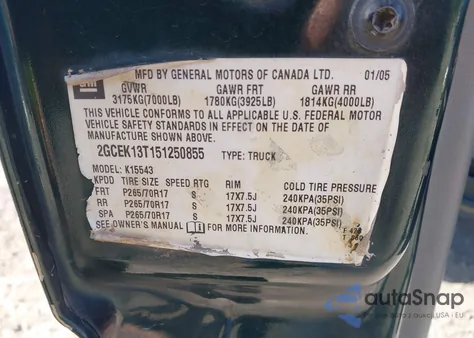 GM
MFD BY GENERAL MOTORS OF CANADA LTD. 01/05
GVWR GAWR FRT GAWR RR
3175KG(7000LB) 1780KG(3925LB) 1814KG(4000LB)
THIS VEHICLE CONFORMS TO ALL APPLICABLE U.S. FEDERAL MOTOR
VEHICLE SAFETY STANDARDS IN EFFECT ON THE DATE OF
MANUFACTURE SHOWN ABOVE.
2GCEK13T151250855 TYPE: TRUCK
MODEL: K15543
KPD TIRE SIZE SPEED RTG RIM COLD TIRE PRESSURE
FRT P265/70R17 S 17X7.5J 240KPA(35PSI)
RR P265/70R17 S 17X7.5J 240KPA(35PSI)
SPA P265/70R17 S 17X7.5J 240KPA(35PSI)
SEE OWNER'S MANUAL FOR MORE INFORMATION
autoSnap